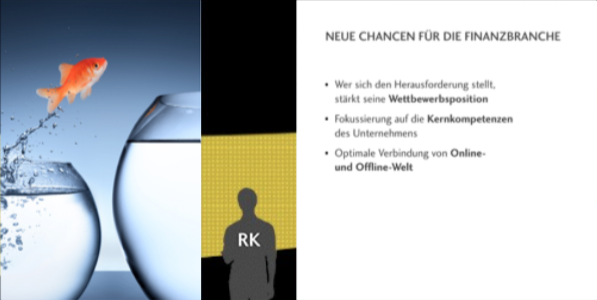 NEUE CHANCEN FÜR DIE FINANZBRANCHE
• Wer sich den Herausforderung stellt,
stärkt seine Wettbewerbsposition
• Fokussierung auf die Kernkompetenzen
des Unternehmens
• Optimale Verbindung von Online-
und Offline-Welt
RK